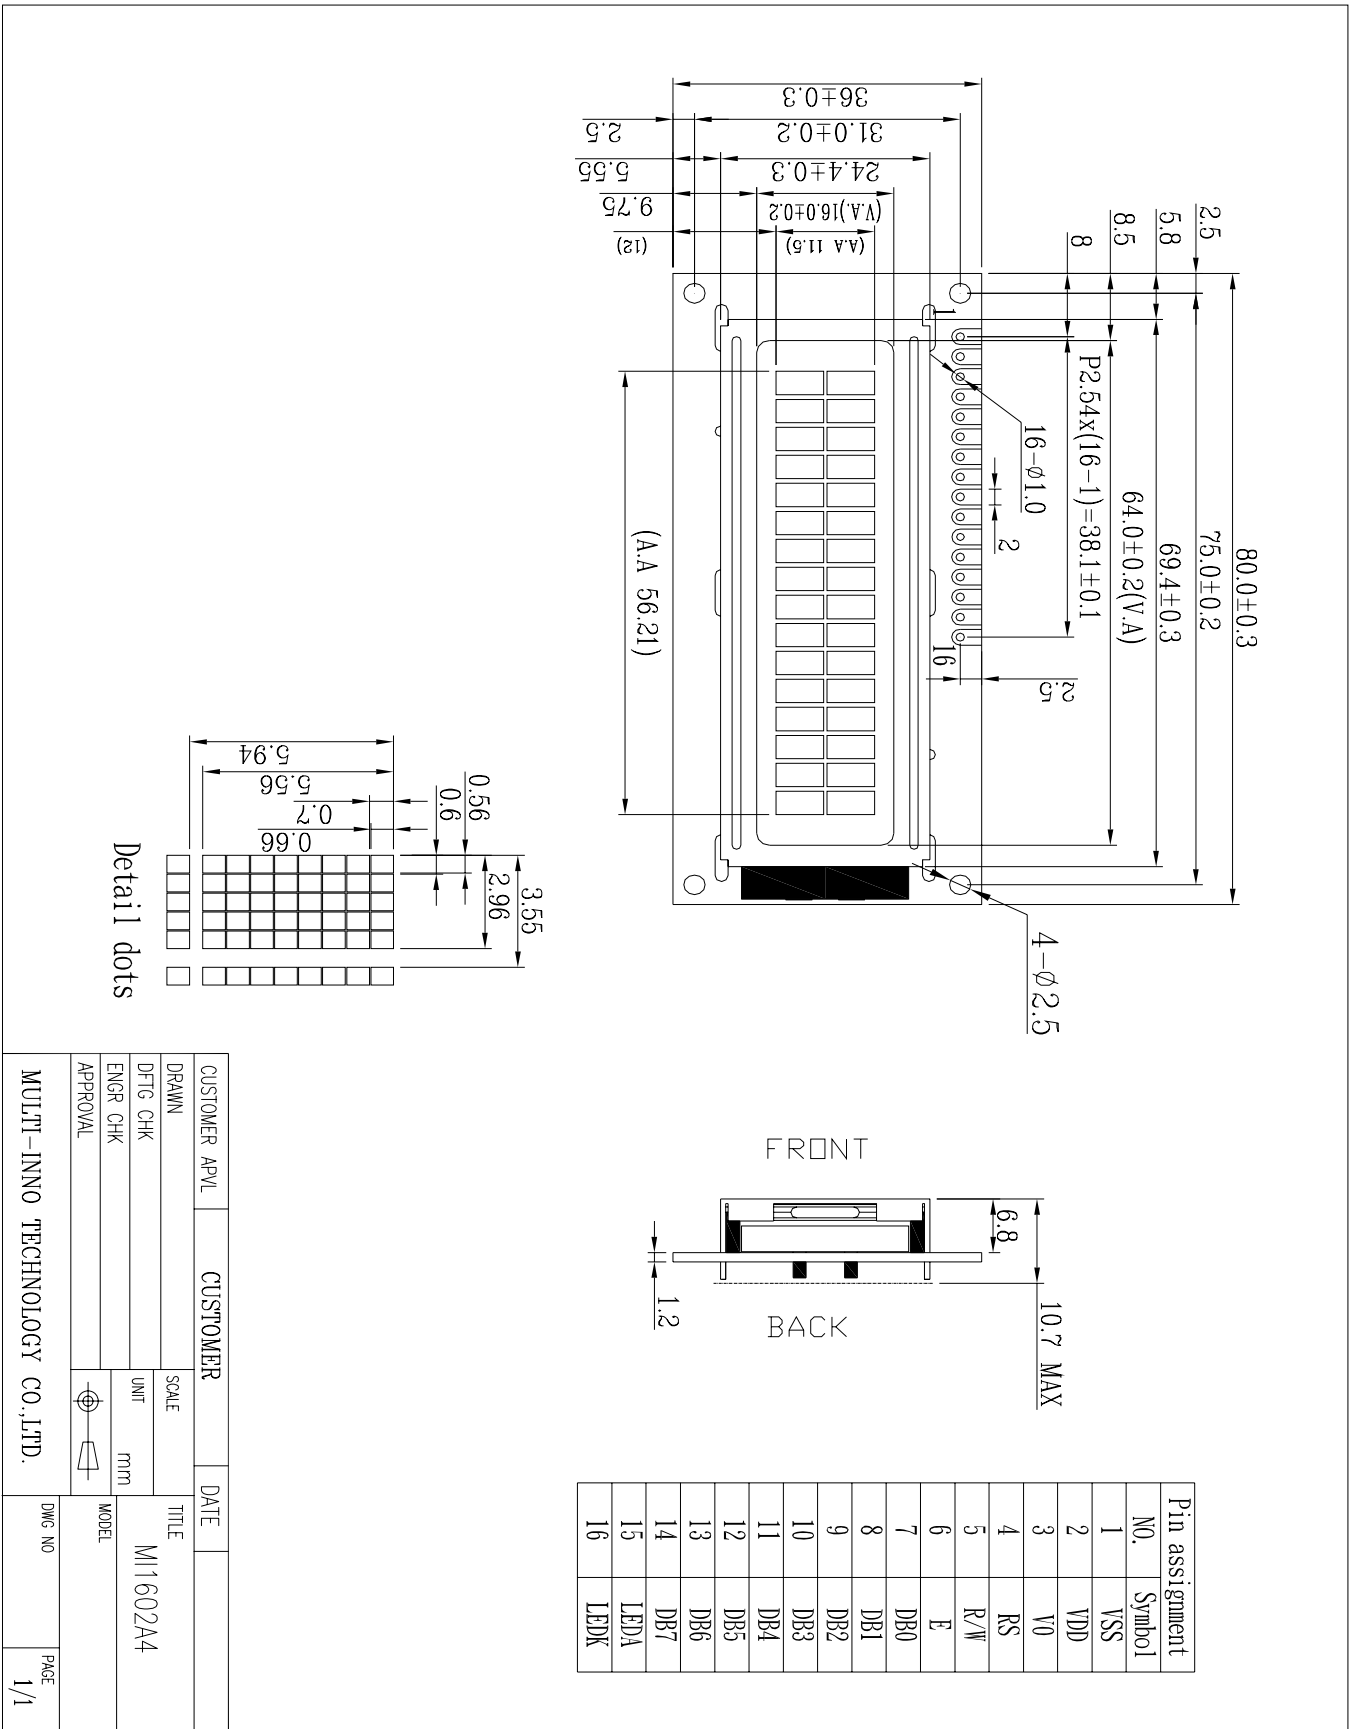 80.0±0.3
75.0±0.2
69.4±0.3
64.0±0.2(V.A)
P2.54x(16-1)=38.1±0.1
2.5
5.8
8.5
8
16-ø1.0
2
1
16
2.5
4-ø2.5
36±0.3
31.0±0.2
2.5
24.4±0.3
5.55
(V.A.)16.0±0.2
9.75
(A.A 11.5)
(12)
(A.A 56.21)
FRONT
BACK
6.8
10.7 MAX
1.2
Pin assignment
NO. Symbol
1 VSS
2 VDD
3 V0
4 RS
5 R/W
6 E
7 DB0
8 DB1
9 DB2
10 DB3
11 DB4
12 DB5
13 DB6
14 DB7
15 LEDA
16 LEDK
3.55
2.96
0.56
0.6
5.94
5.56
0.7
0.66
Detail dots
CUSTOMER APVL CUSTOMER DATE
DRAWN
DFTG CHK
ENGR CHK
APPROVAL
SCALE
UNIT mm
TITLE
MI1602A4
MODEL
MULTI-INNO TECHNOLOGY CO.,LTD.
DWG NO
PAGE
1/1